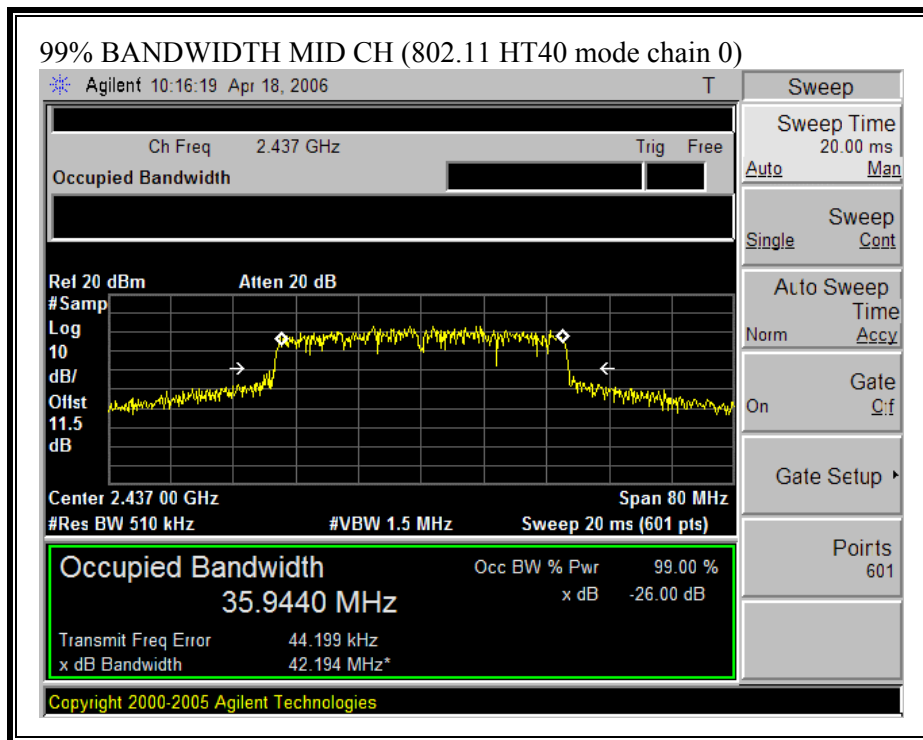 99% BANDWIDTH MID CH (802.11 HT40 mode chain 0)
Agilent 10:16:19 Apr 18, 2006 T
Ch Freq 2.437 GHz Trig Free
Occupied Bandwidth
Ref 20 dBm Atten 20 dB
#Samp
Log
10
dB/
Offst
11.5
dB
Center 2.437 00 GHz Span 80 MHz
#Res BW 510 kHz #VBW 1.5 MHz Sweep 20 ms (601 pts)
Occupied Bandwidth
35.9440 MHz
Occ BW % Pwr 99.00 %
x dB -26.00 dB
Transmit Freq Error 44.199 kHz
x dB Bandwidth 42.194 MHz*
Copyright 2000-2005 Agilent Technologies
Sweep
Sweep Time
20.00 ms
Auto Man
Sweep
Single Cont
Auto Sweep
Time
Norm Accy
Gate
On Off
Gate Setup
Points
601